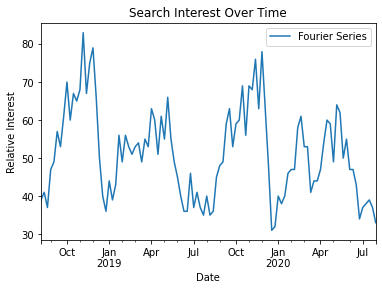 Search Interest Over Time
Fourier Series
Relative Interest
80
70
60
50
40
30
Oct Jan Apr Jul Oct Jan Apr Jul
2019 2020
Date